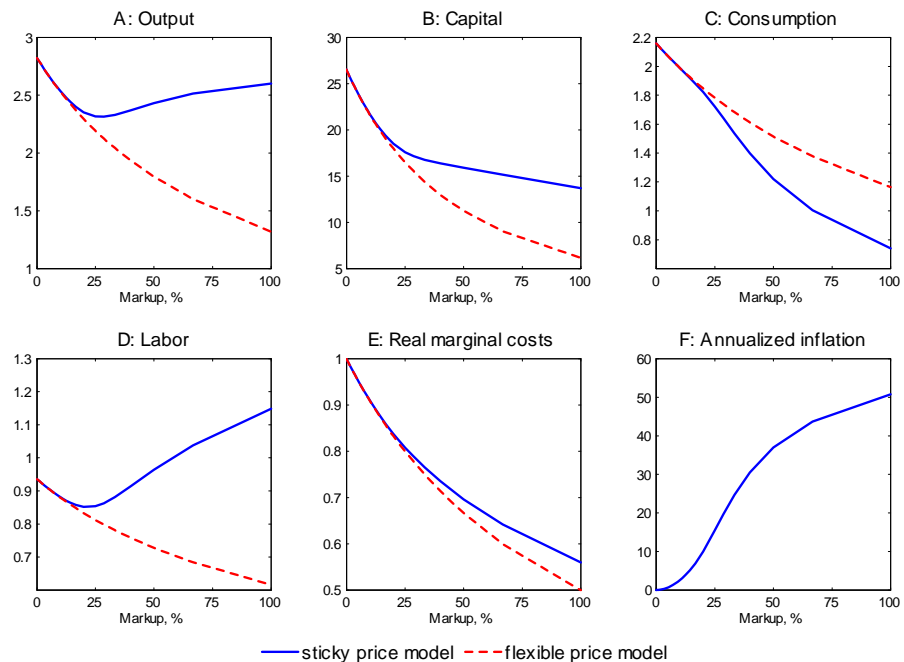 A: Output
B: Capital
C: Consumption
3
2.5
2
1.5
1
0 25 50 75 100
Markup, %
30
25
20
15
10
5
0 25 50 75 100
Markup, %
2.2
2
1.8
1.6
1.4
1.2
1
0.8
0 25 50 75 100
Markup, %
D: Labor
E: Real marginal costs
F: Annualized inflation
1.3
1.2
1.1
1
0.9
0.8
0.7
0 25 50 75 100
Markup, %
1
0.9
0.8
0.7
0.6
0.5
0 25 50 75 100
Markup, %
60
50
40
30
20
10
0
0 25 50 75 100
Markup, %
sticky price model flexible price model